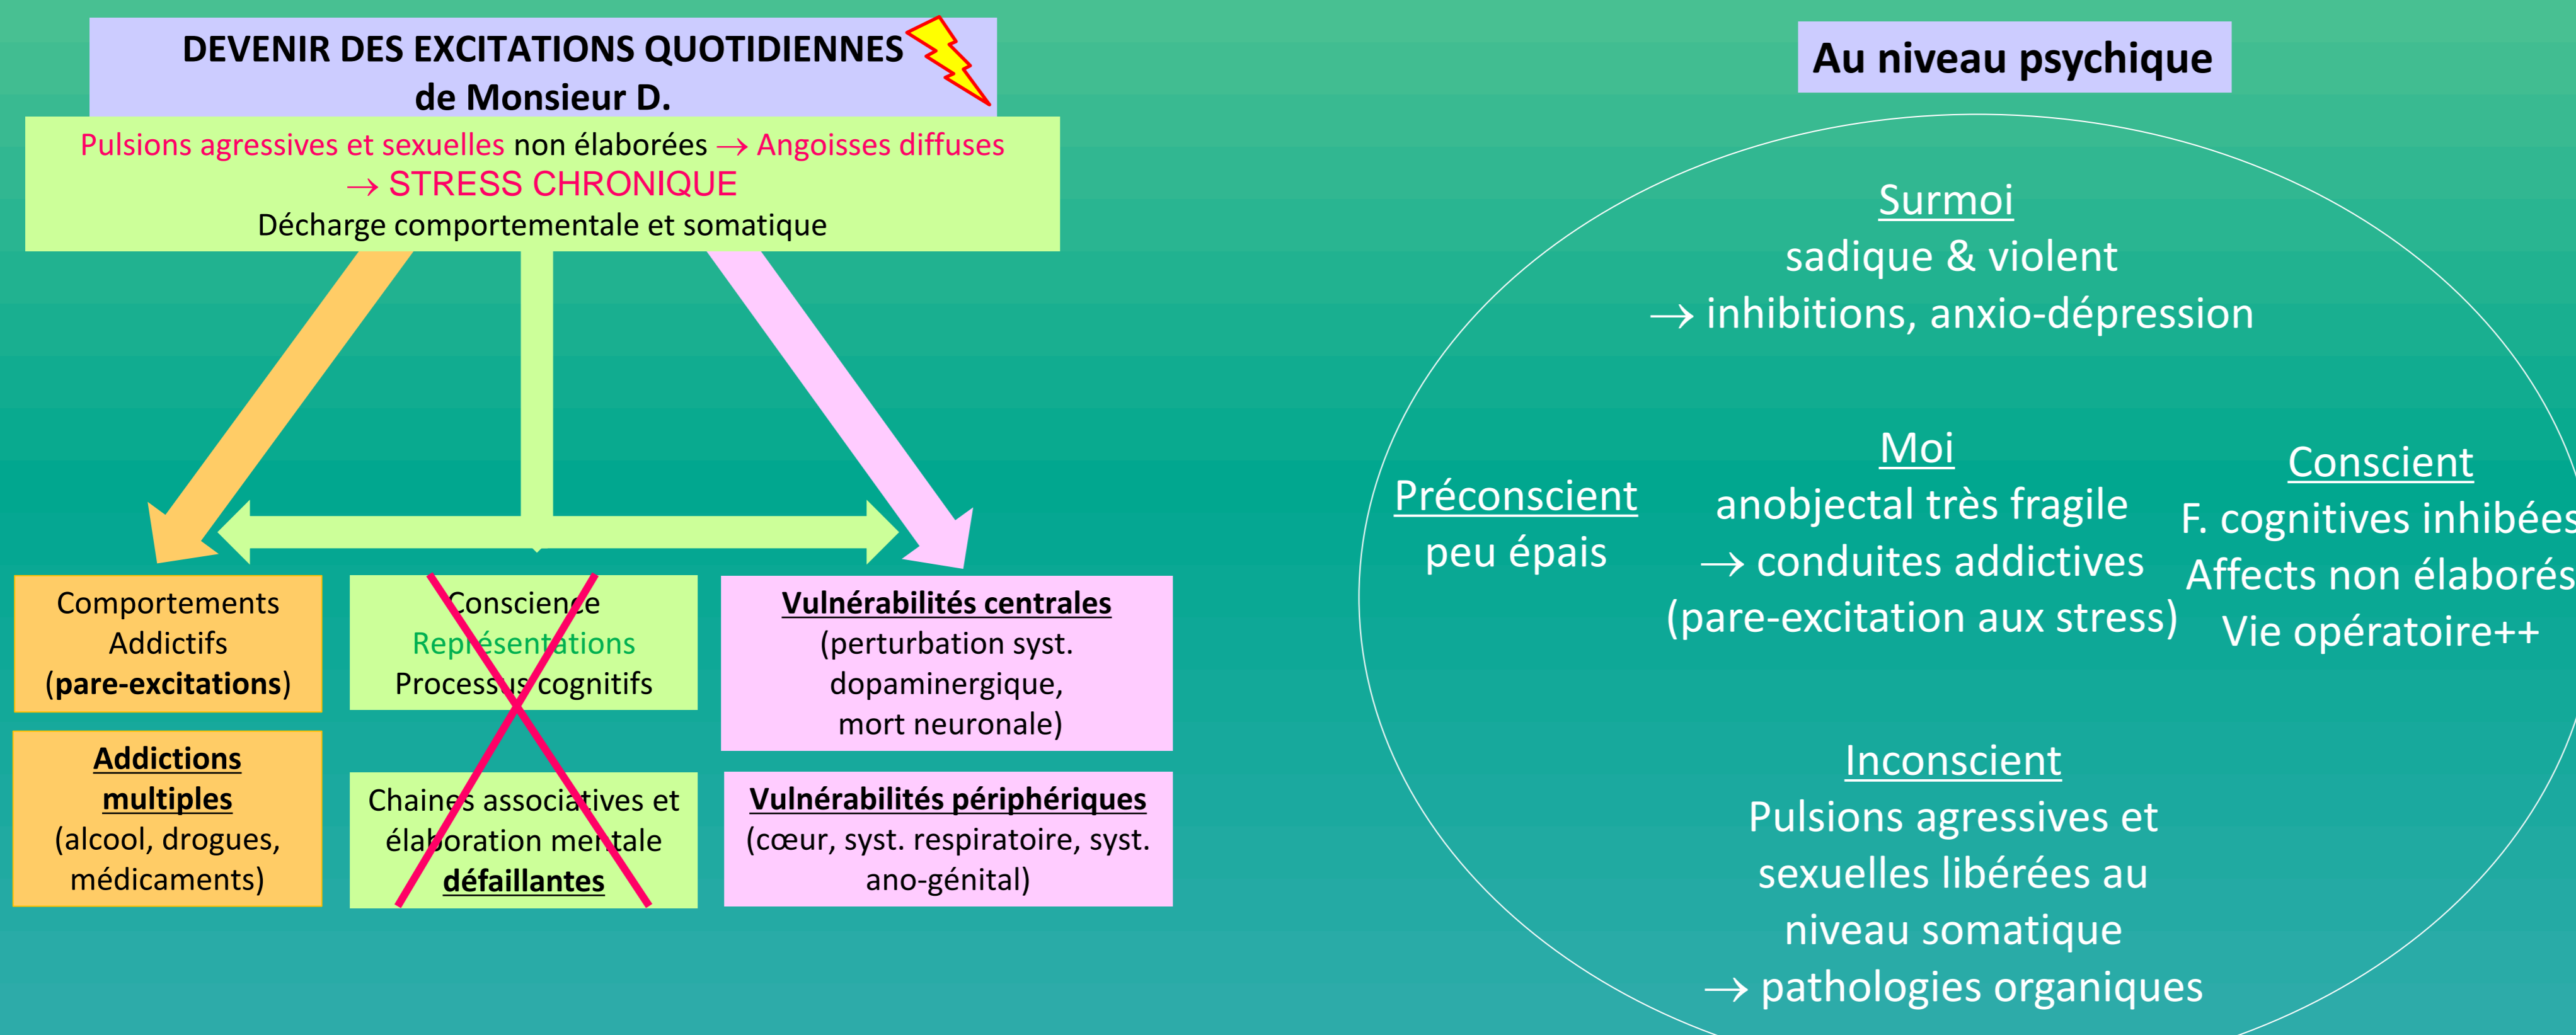 DEVENIR DES EXCITATIONS QUOTIDIENNES
de Monsieur D.
Pulsions agressives et sexuelles non élaborées → Angoisses diffuses
→ STRESS CHRONIQUE
Décharge comportementale et somatique
Comportements
Addictifs
(pare-excitations)
Addictions
multiples
(alcool, drogues,
médicaments)
Conscience
Représentations
Processus cognitifs
Chaines associatives et
élaboration mentale
défaillantes
Vulnérabilités centrales
(perturbation syst.
dopaminergique,
mort neuronale)
Vulnérabilités périphériques
(cœur, syst. respiratoire, syst.
ano-génital)
Au niveau psychique
Surmoi
sadique & violent
→ inhibitions, anxio-dépression
Préconscient
peu épais
Moi
anobjectal très fragile
→ conduites addictives
(pare-excitation aux stress)
Conscient
F. cognitives inhibées
Affects non élaborés
Vie opératoire++
Inconscient
Pulsions agressives et
sexuelles libérées au
niveau somatique
→ pathologies organiques